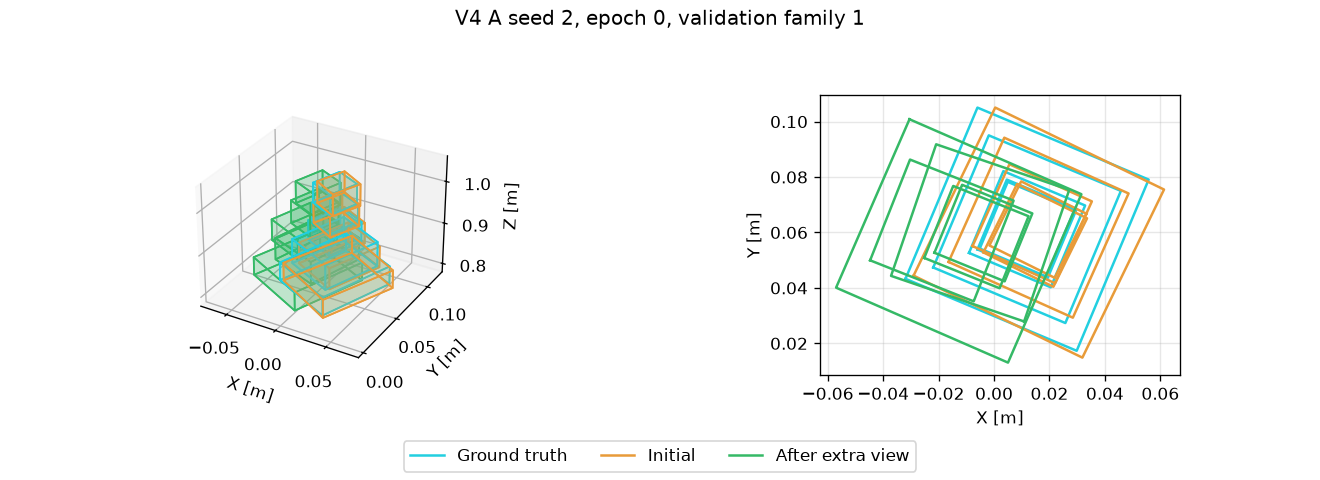 V4 A seed 2, epoch 0, validation family 1
1.0
0.9
0.8
Z [m]
0.10
0.05
0.00
Y [m]
−0.05
0.00
0.05
X [m]
0.10
0.08
0.06
0.04
0.02
Y [m]
−0.06 −0.04 −0.02 0.00 0.02 0.04 0.06
X [m]
Ground truth Initial After extra view